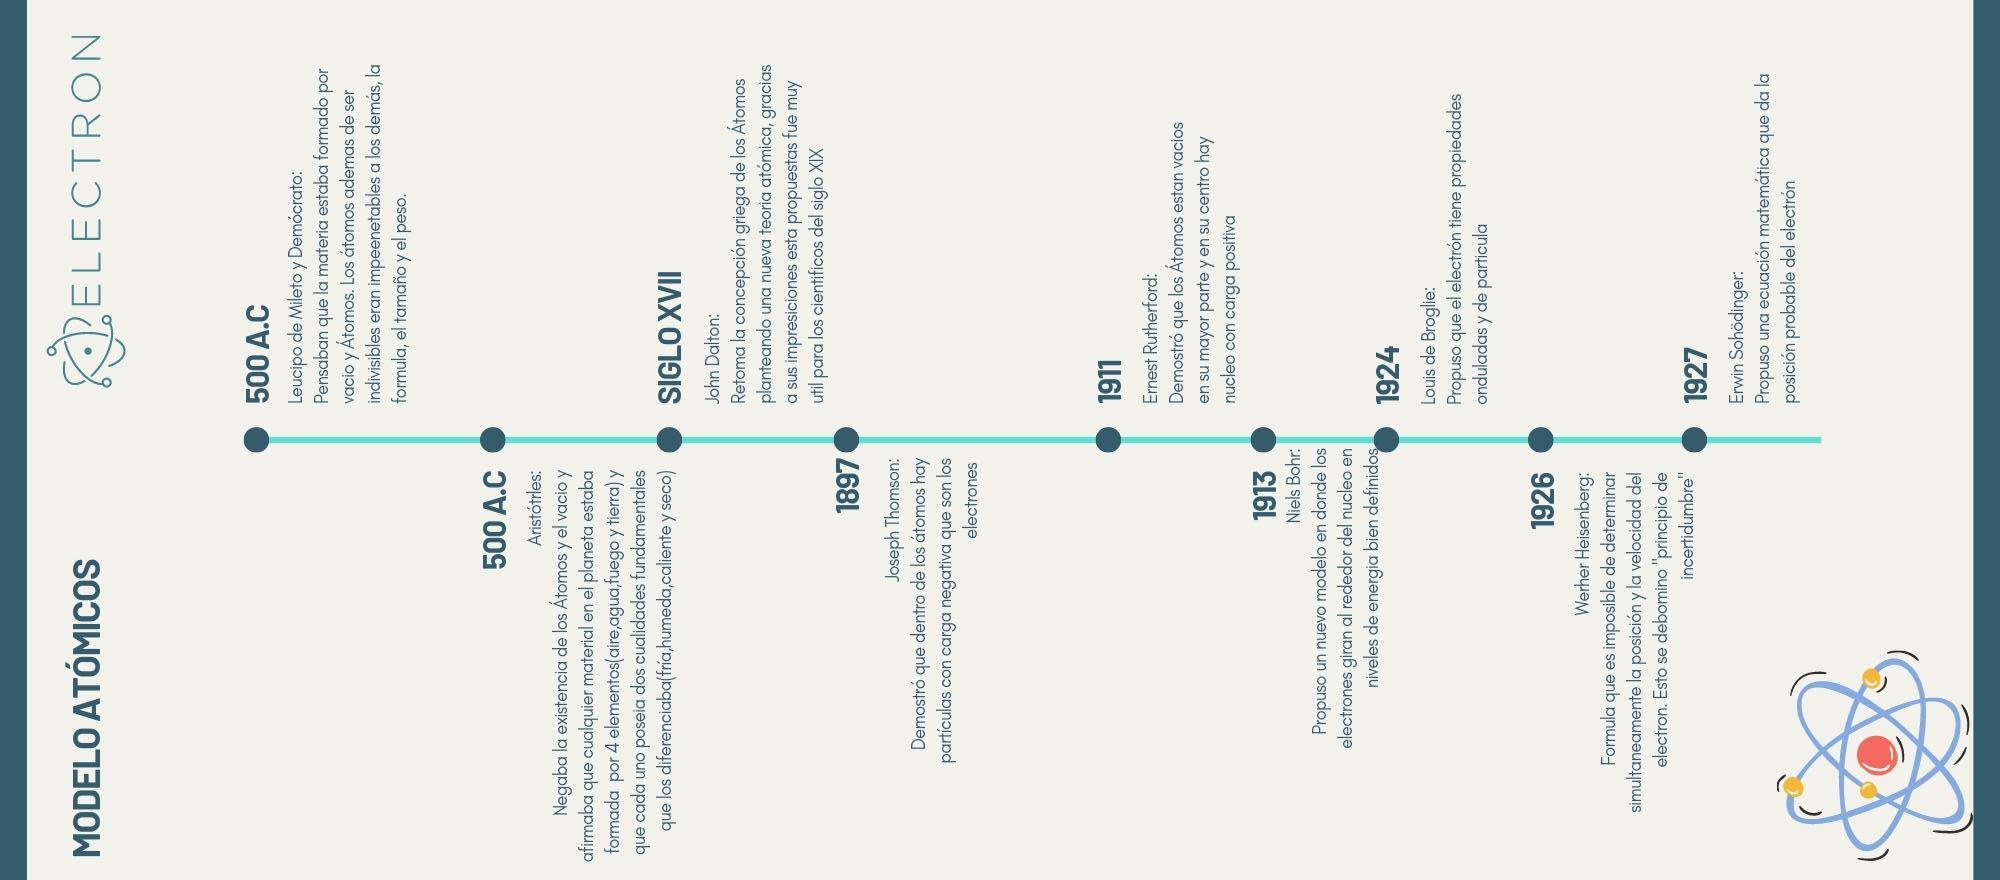 MODELO ATÓMICOS
ELECTRON
500 A.C
Leucipo de Mileto y Demócrato:
Pensaban que la materia estaba formado por
vacio y Átomos. Los átomos ademas de ser
indivisibles eran impeenetables a los demás, la
formula, el tamaño y el peso.
500 A.C
Aristótrles:
Negaba la existencia de los Átomos y el vacio y
afirmaba que cualquier material en el planeta estaba
formada por 4 elementos(aire,agua,fuego y tierra) y
que cada uno poseia dos cualidades fundamentales
que los diferenciaba(fría,humeda,caliente y seco)
SIGLO XVII
John Dalton:
Retoma la concepción griega de los Átomos
planteando una nueva teoria atómica, gracias
a sus impresiciones esta propuestas fue muy
util para los cientificos del siglo XIX
1897
Joseph Thomson:
Demostró que dentro de los átomos hay
partículas con carga negativa que son los
electrones
1911
Ernest Rutherford:
Demostró que los Átomos estan vacios
en su mayor parte y en su centro hay
nucleo con carga positiva
1913
Niels Bohr:
Propuso un nuevo modelo en donde los
electrones giran al rededor del nucleo en
niveles de energia bien definidos
1924
Louis de Broglie:
Propuso que el electrón tiene propiedades
onduladas y de particula
1926
Werher Heisenberg:
Formula que es imposible de determinar
simultaneamente la posición y la velocidad del
electron. Esto se debomino "principio de
incertidumbre"
1927
Erwin Sohödinger:
Propuso una ecuación matemática que da la
posición probable del electrón